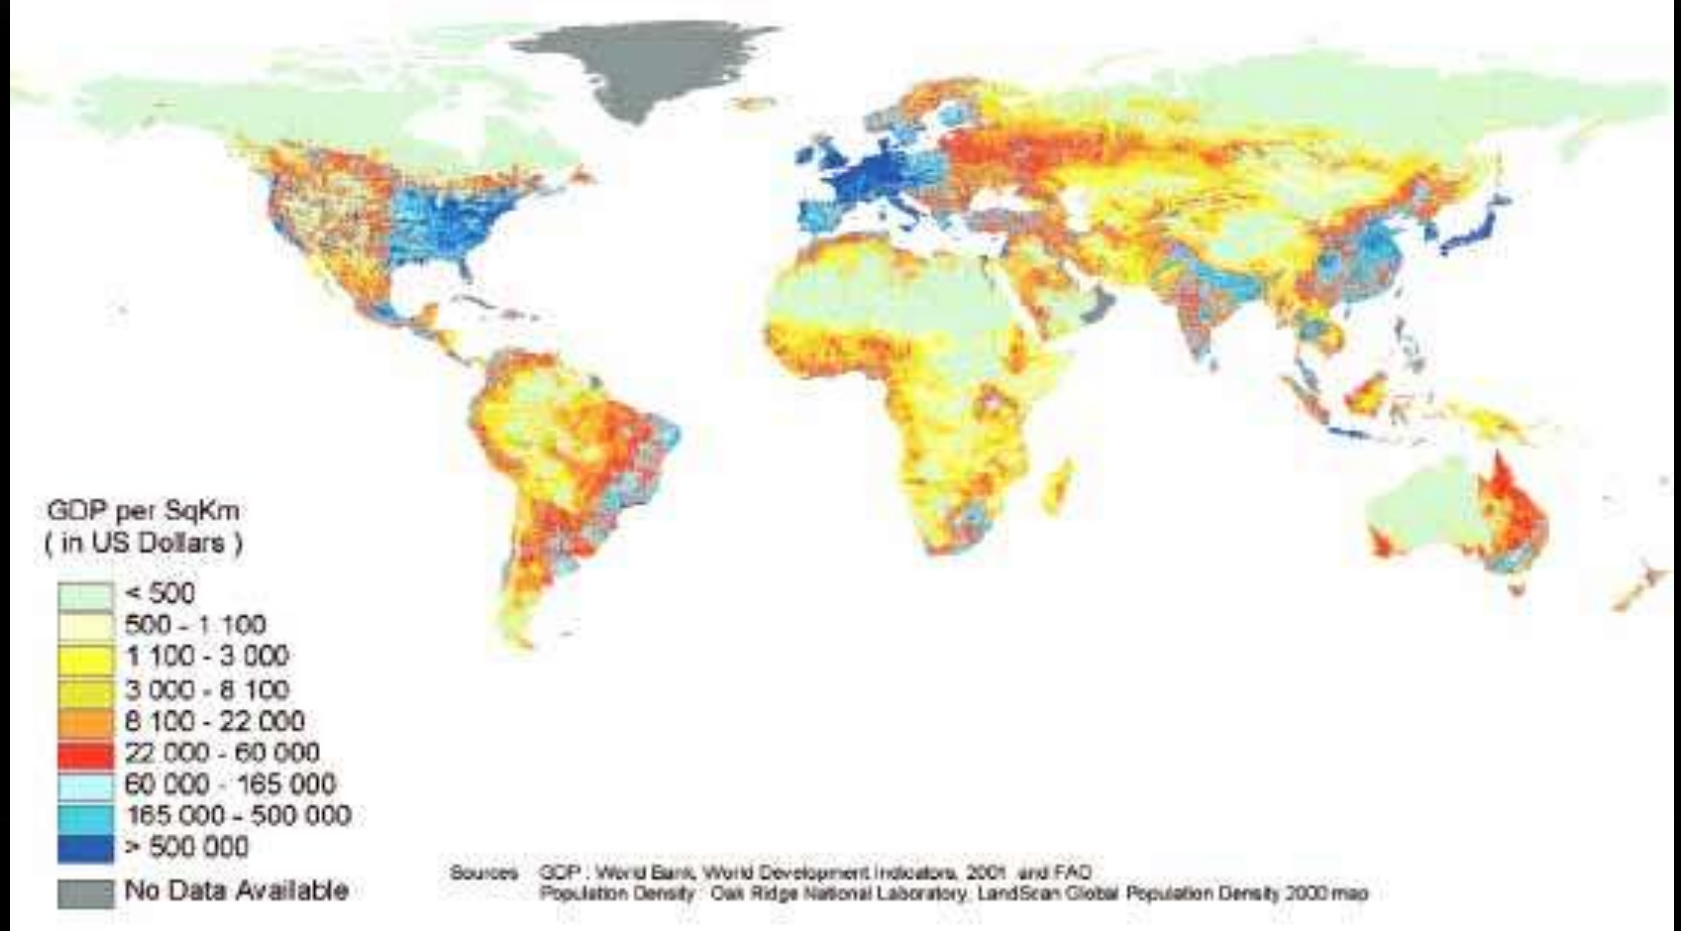 GDP per SqKm
( in US Dollars )
< 500
500 - 1 100
1 100 - 3 000
3 000 - 8 100
8 100 - 22 000
22 000 - 60 000
60 000 - 165 000
165 000 - 500 000
> 500 000
No Data Available
Sources GDP : World Bank, World Development Indicators, 2001 and FAO
Population Density : Oak Ridge National Laboratory, LandScan Global Population Density 2000 map